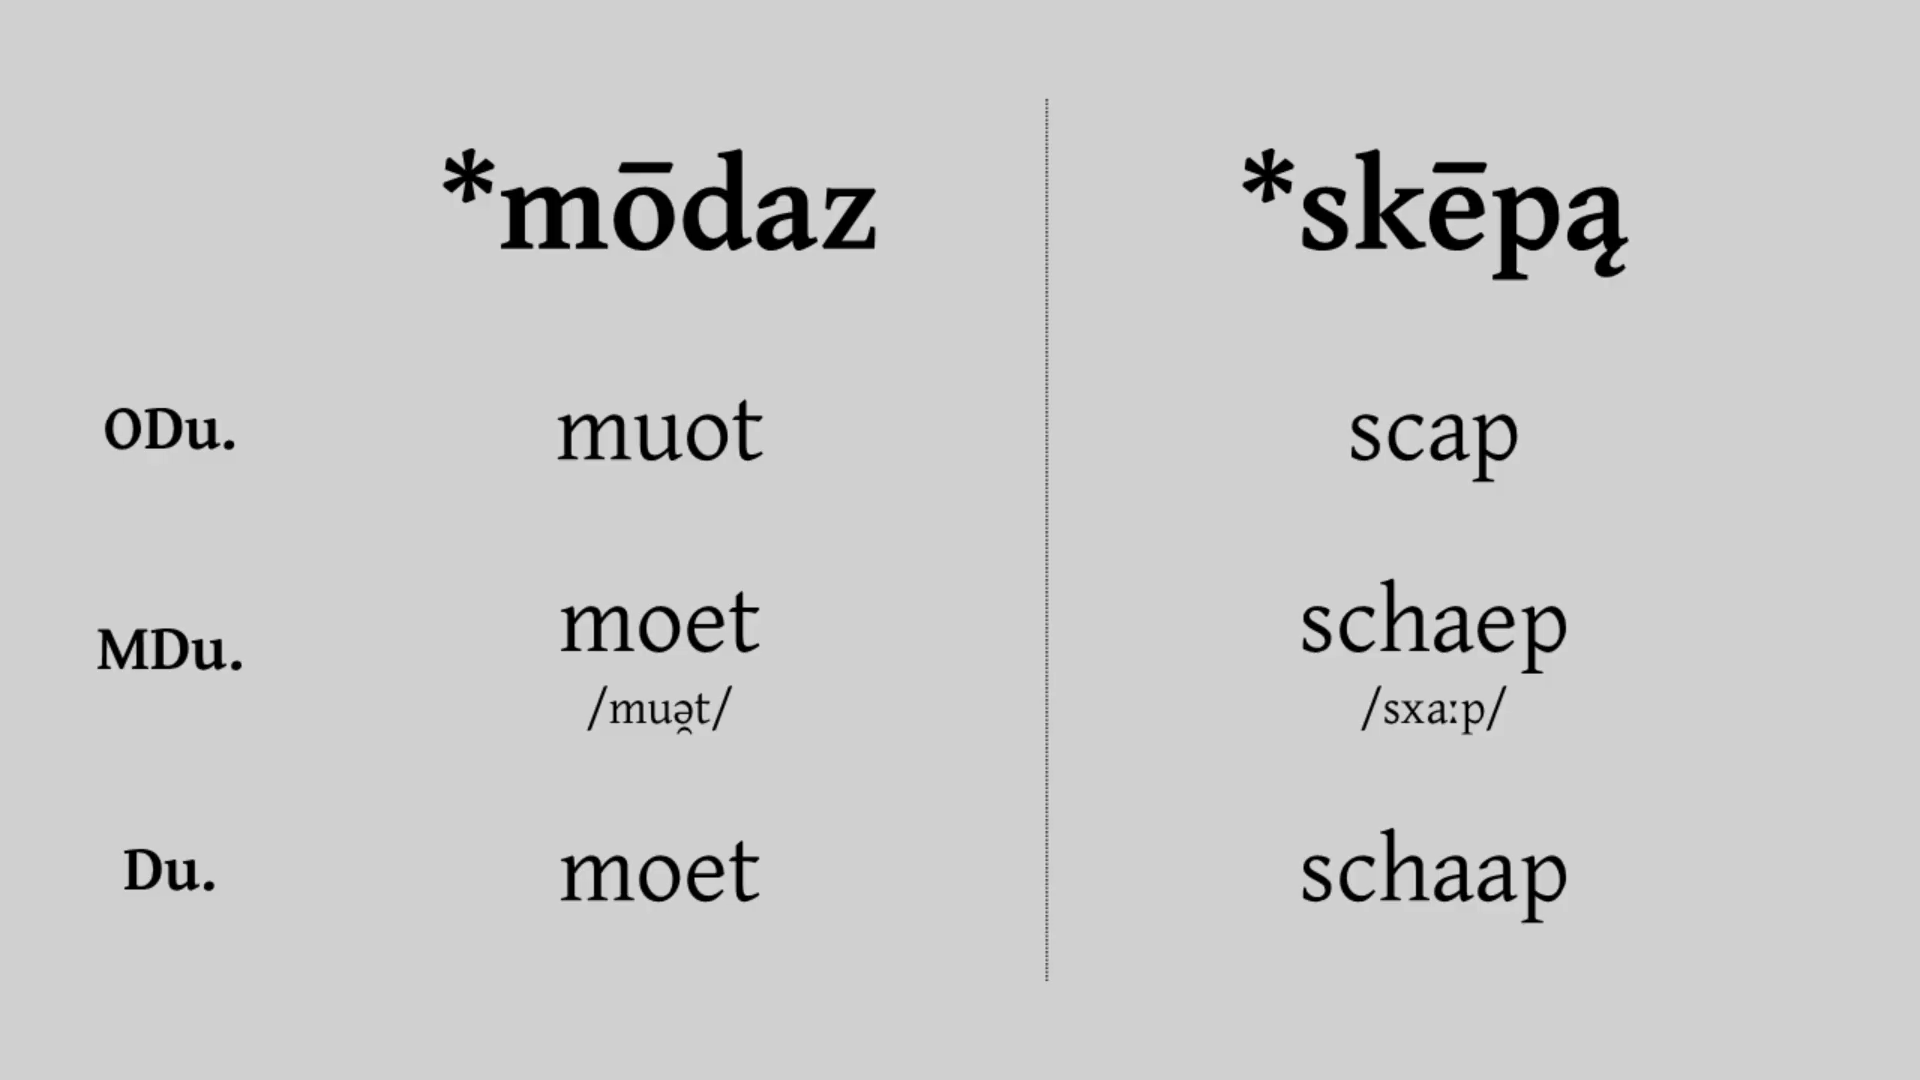 *mōdaz *skēpą
ODu. muot scap
MDu. moet schaep
/muə̯t/ /sxaːp/
Du. moet schaap